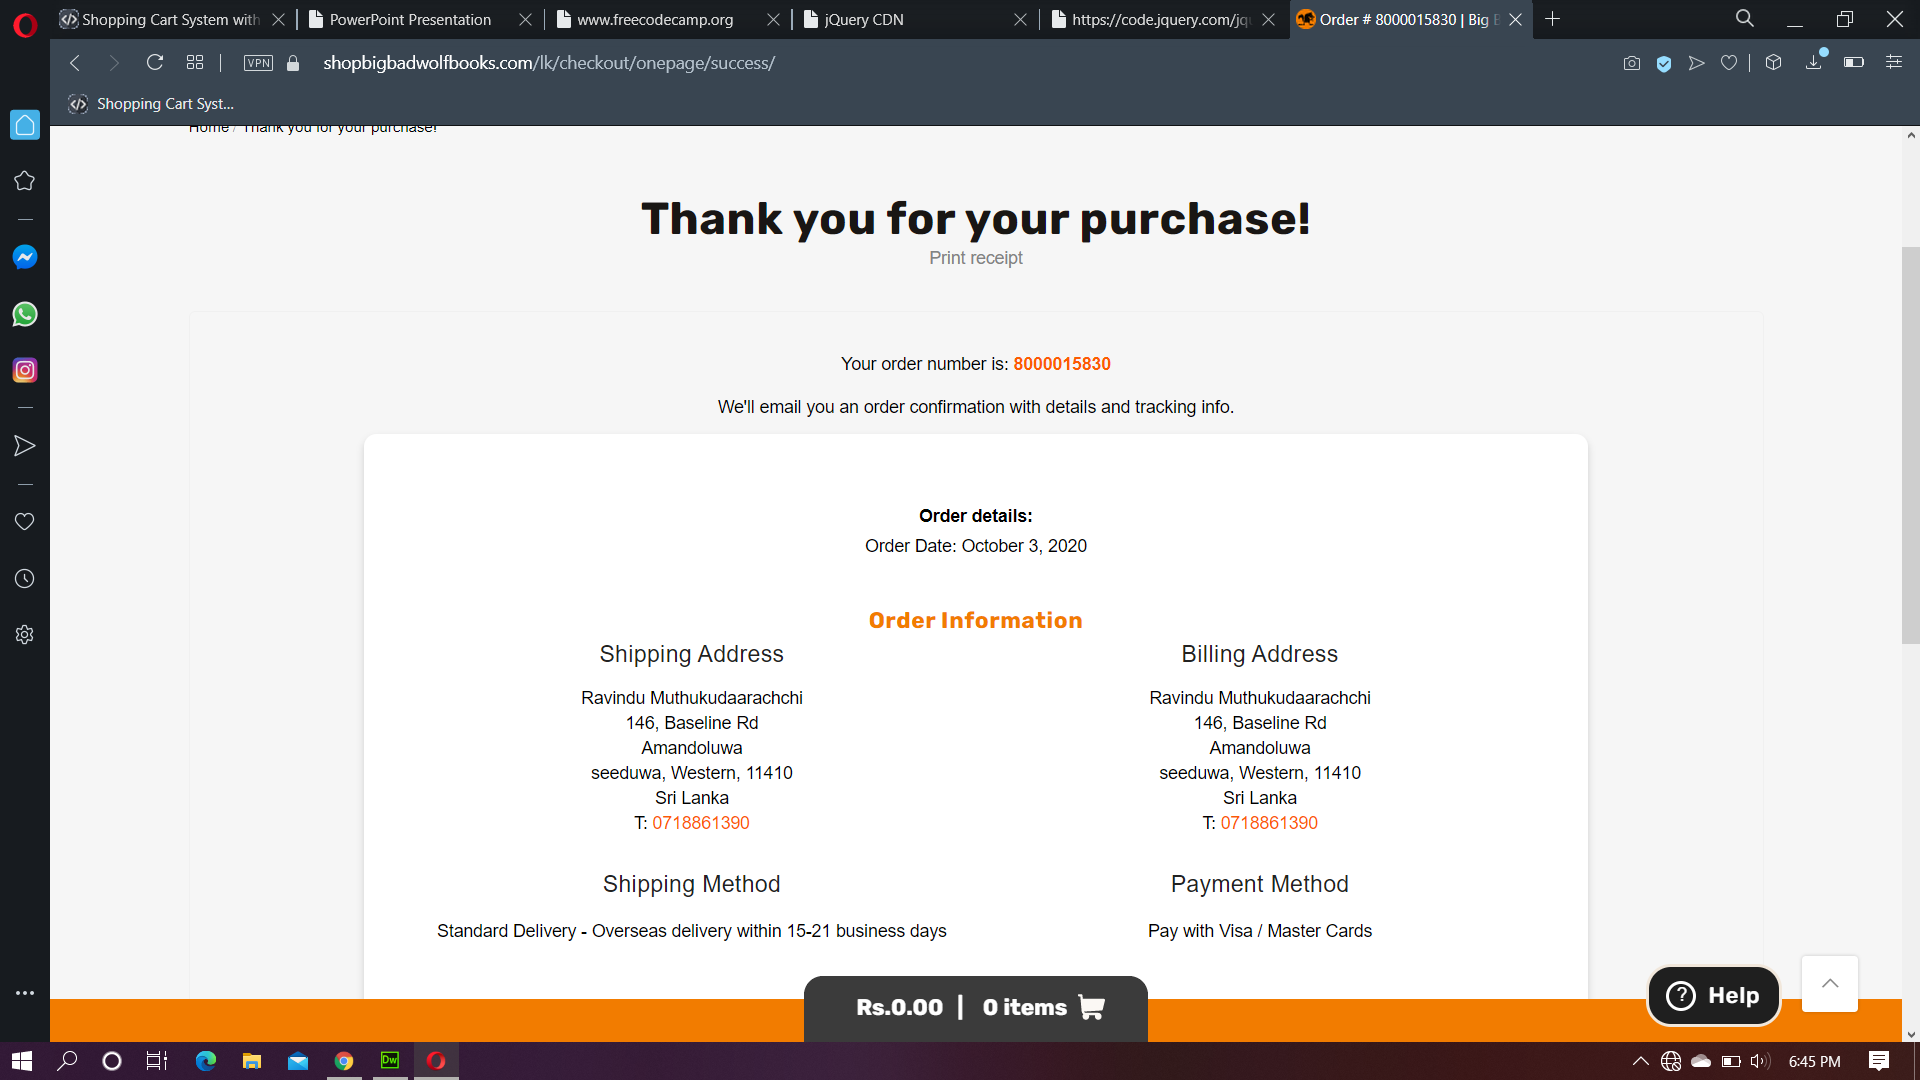 Shopping Cart System with
PowerPoint Presentation
www.freecodecamp.org
jQuery CDN
https://code.jquery.com/jqu
Order # 8000015830 | Big B
VPN
shopbigbadwolfbooks.com/lk/checkout/onepage/success/
Shopping Cart Syst...
Home / Thank you for your purchase!
Thank you for your purchase!
Print receipt
Your order number is: 8000015830
We'll email you an order confirmation with details and tracking info.
Order details:
Order Date: October 3, 2020
Order Information
Shipping Address
Ravindu Muthukudaarachchi
146, Baseline Rd
Amandoluwa
seeduwa, Western, 11410
Sri Lanka
T: 0718861390
Billing Address
Ravindu Muthukudaarachchi
146, Baseline Rd
Amandoluwa
seeduwa, Western, 11410
Sri Lanka
T: 0718861390
Shipping Method
Standard Delivery - Overseas delivery within 15-21 business days
Payment Method
Pay with Visa / Master Cards
Rs.0.00 | 0 items
Help
Dw
6:45 PM